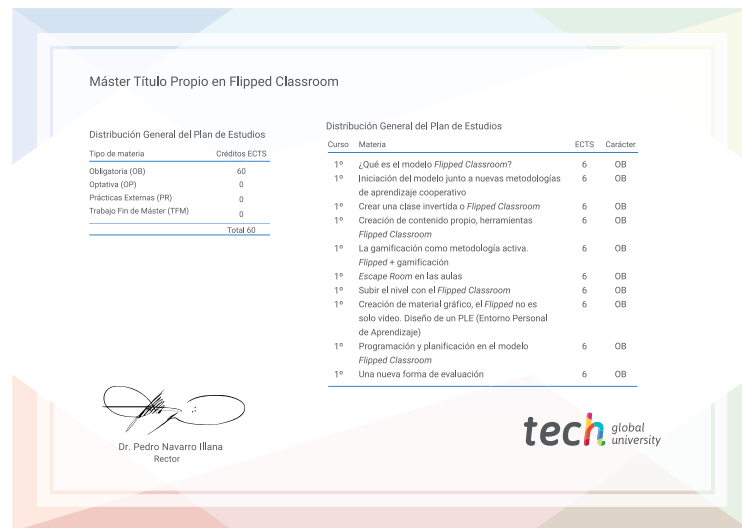 Máster Título Propio en Flipped Classroom
Distribución General del Plan de Estudios
Tipo de materia Créditos ECTS
Obligatoria (OB) 60
Optativa (OP) 0
Prácticas Externas (PR) 0
Trabajo Fin de Máster (TFM) 0
Total 60
Distribución General del Plan de Estudios
Curso Materia ECTS Carácter
1º ¿Qué es el modelo Flipped Classroom? 6 OB
1º Iniciación del modelo junto a nuevas metodologías 6 OB
de aprendizaje cooperativo
1º Crear una clase invertida o Flipped Classroom 6 OB
1º Creación de contenido propio, herramientas 6 OB
Flipped Classroom
1º La gamificación como metodología activa. 6 OB
Flipped + gamificación
1º Escape Room en las aulas 6 OB
1º Subir el nivel con el Flipped Classroom 6 OB
1º Creación de material gráfico, el Flipped no es 6 OB
solo video. Diseño de un PLE (Entorno Personal
de Aprendizaje)
1º Programación y planificación en el modelo 6 OB
Flipped Classroom
1º Una nueva forma de evaluación 6 OB
Dr. Pedro Navarro Illana
Rector
tech global
university